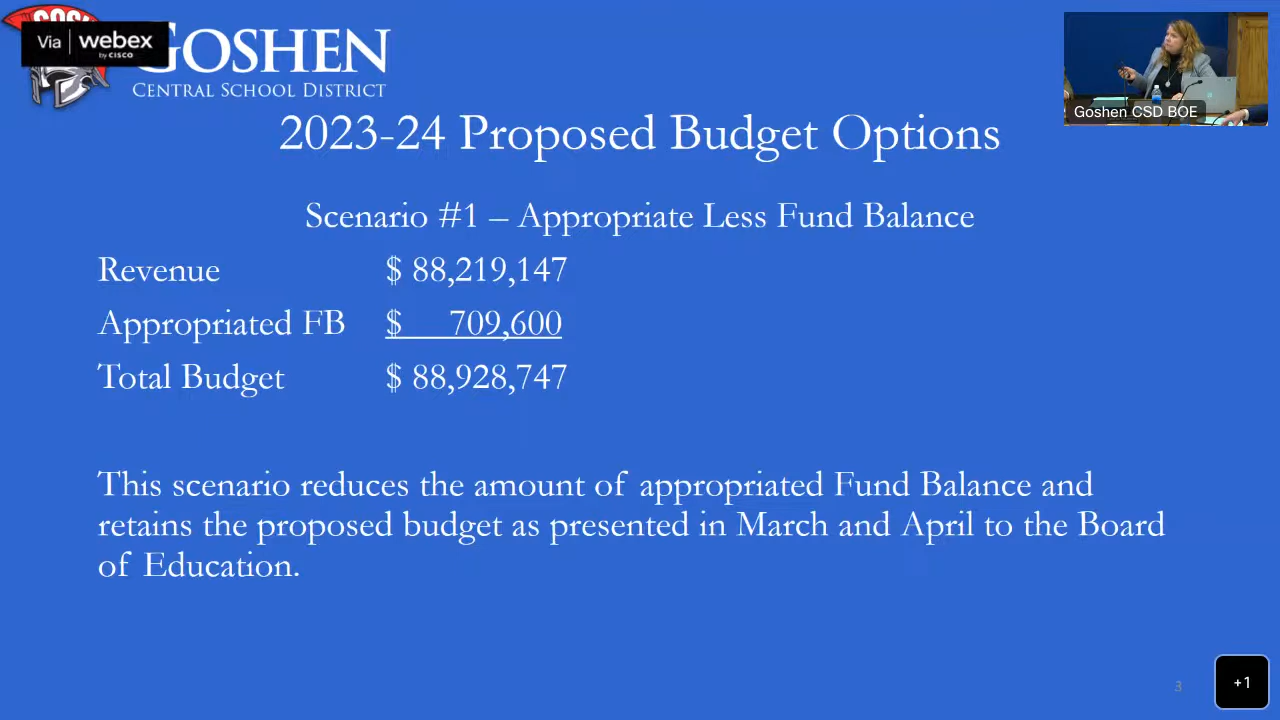 GOSH
Via webex
by CISCO
GOSHEN
CENTRAL SCHOOL DISTRICT
Goshen CSD BOE
2023-24 Proposed Budget Options
Scenario #1 – Appropriate Less Fund Balance
Revenue $ 88,219,147
Appropriated FB $ 709,600
Total Budget $ 88,928,747
This scenario reduces the amount of appropriated Fund Balance and
retains the proposed budget as presented in March and April to the Board
of Education.
3
+1